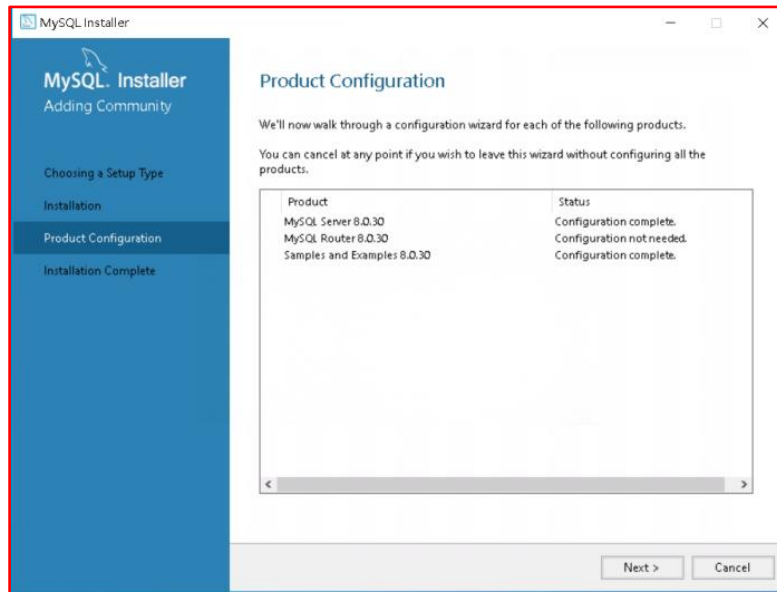 MySQL Installer
MySQL. Installer
Adding Community
Choosing a Setup Type
Installation
Product Configuration
Installation Complete
Product Configuration
We'll now walk through a configuration wizard for each of the following products.
You can cancel at any point if you wish to leave this wizard without configuring all the
products.
Product Status
MySQL Server 8.0.30 Configuration complete.
MySQL Router 8.0.30 Configuration not needed.
Samples and Examples 8.0.30 Configuration complete.
Next > Cancel